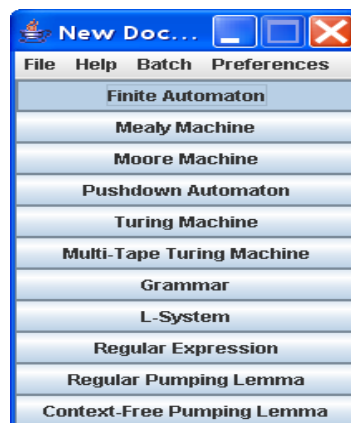 New Doc...
File Help Batch Preferences
Finite Automaton
Mealy Machine
Moore Machine
Pushdown Automaton
Turing Machine
Multi-Tape Turing Machine
Grammar
L-System
Regular Expression
Regular Pumping Lemma
Context-Free Pumping Lemma